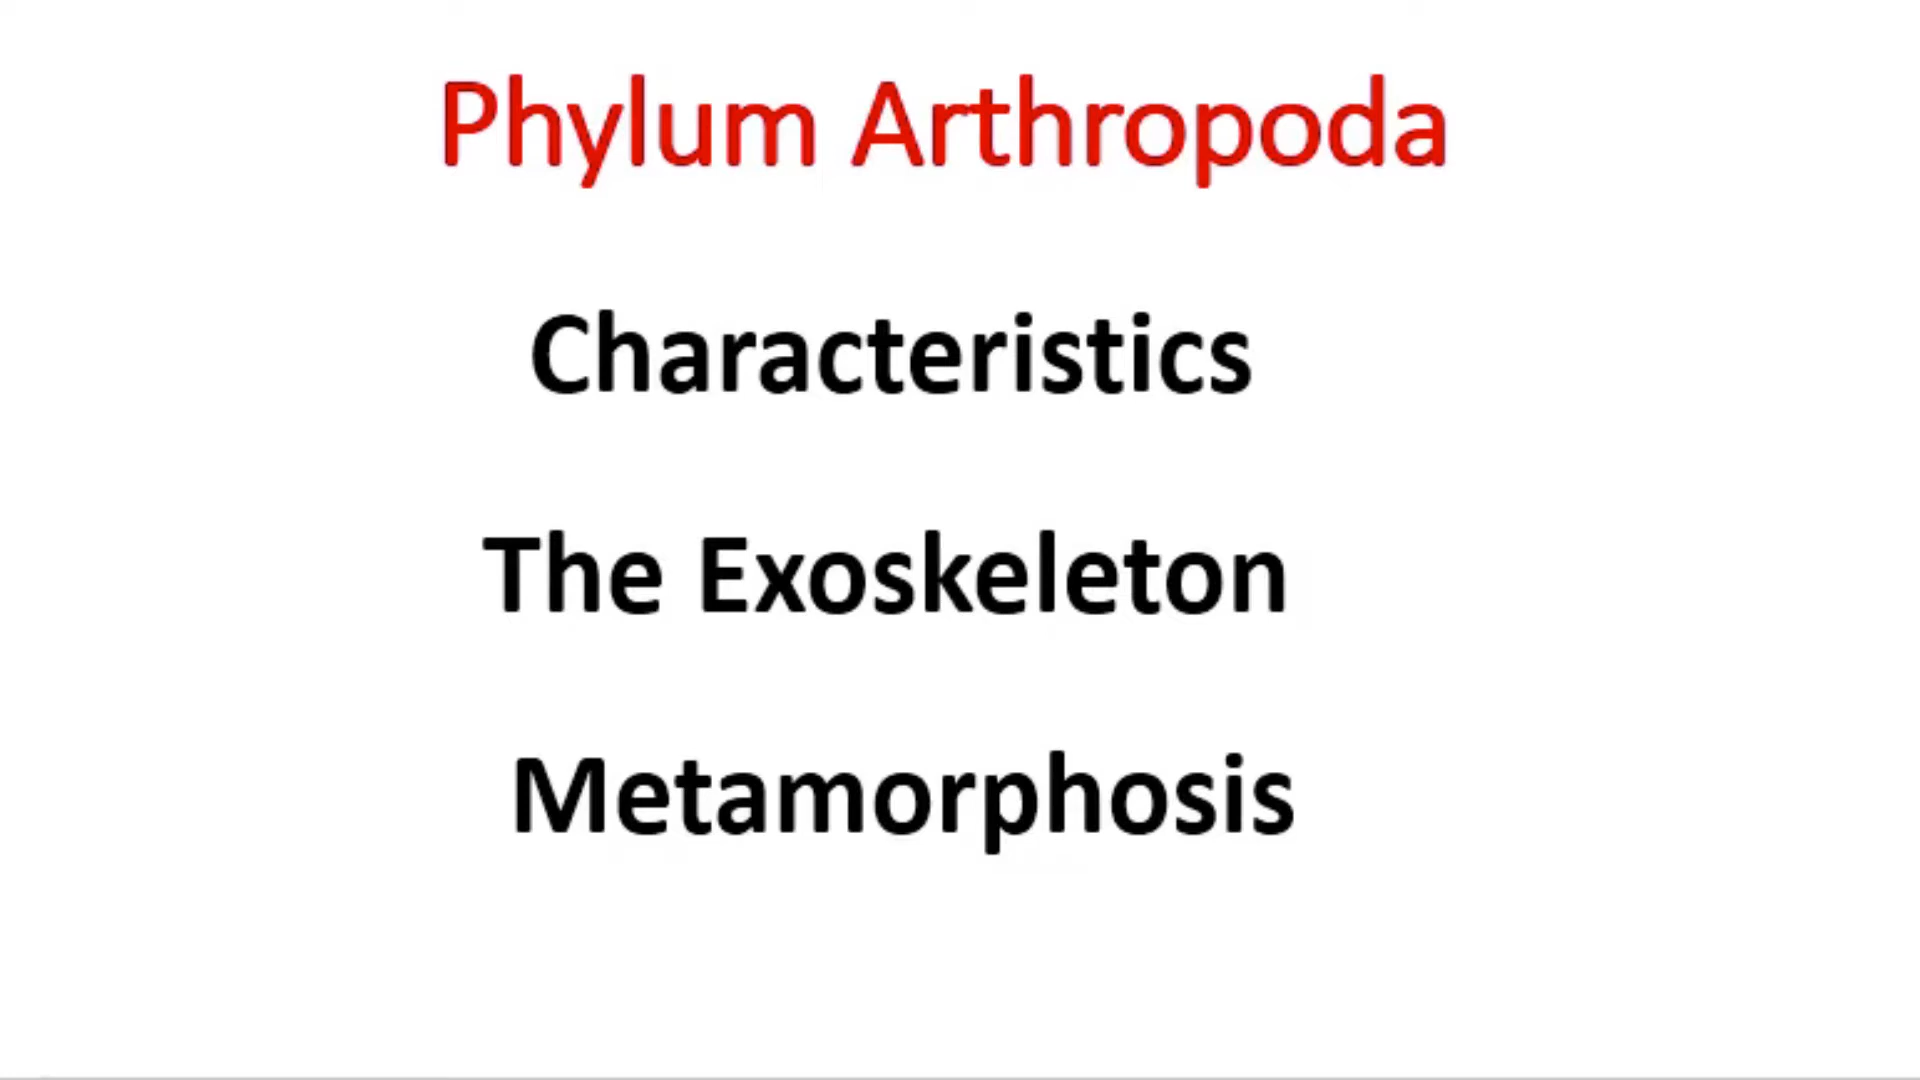 Phylum Arthropoda
Characteristics
The Exoskeleton
Metamorphosis